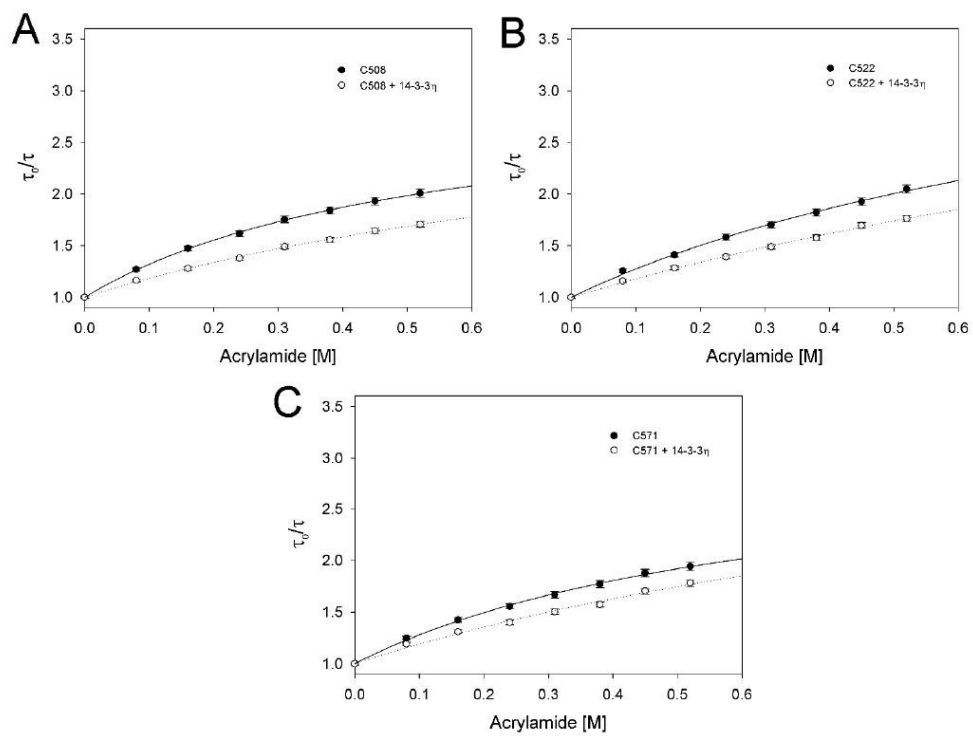 A
3.5
3.0
2.5
2.0
1.5
1.0
τ₀/τ
C508
C508 + 14-3-3η
0.0 0.1 0.2 0.3 0.4 0.5 0.6
Acrylamide [M]
B
3.5
3.0
2.5
2.0
1.5
1.0
τ₀/τ
C522
C522 + 14-3-3η
0.0 0.1 0.2 0.3 0.4 0.5 0.6
Acrylamide [M]
C
3.5
3.0
2.5
2.0
1.5
1.0
τ₀/τ
C571
C571 + 14-3-3η
0.0 0.1 0.2 0.3 0.4 0.5 0.6
Acrylamide [M]